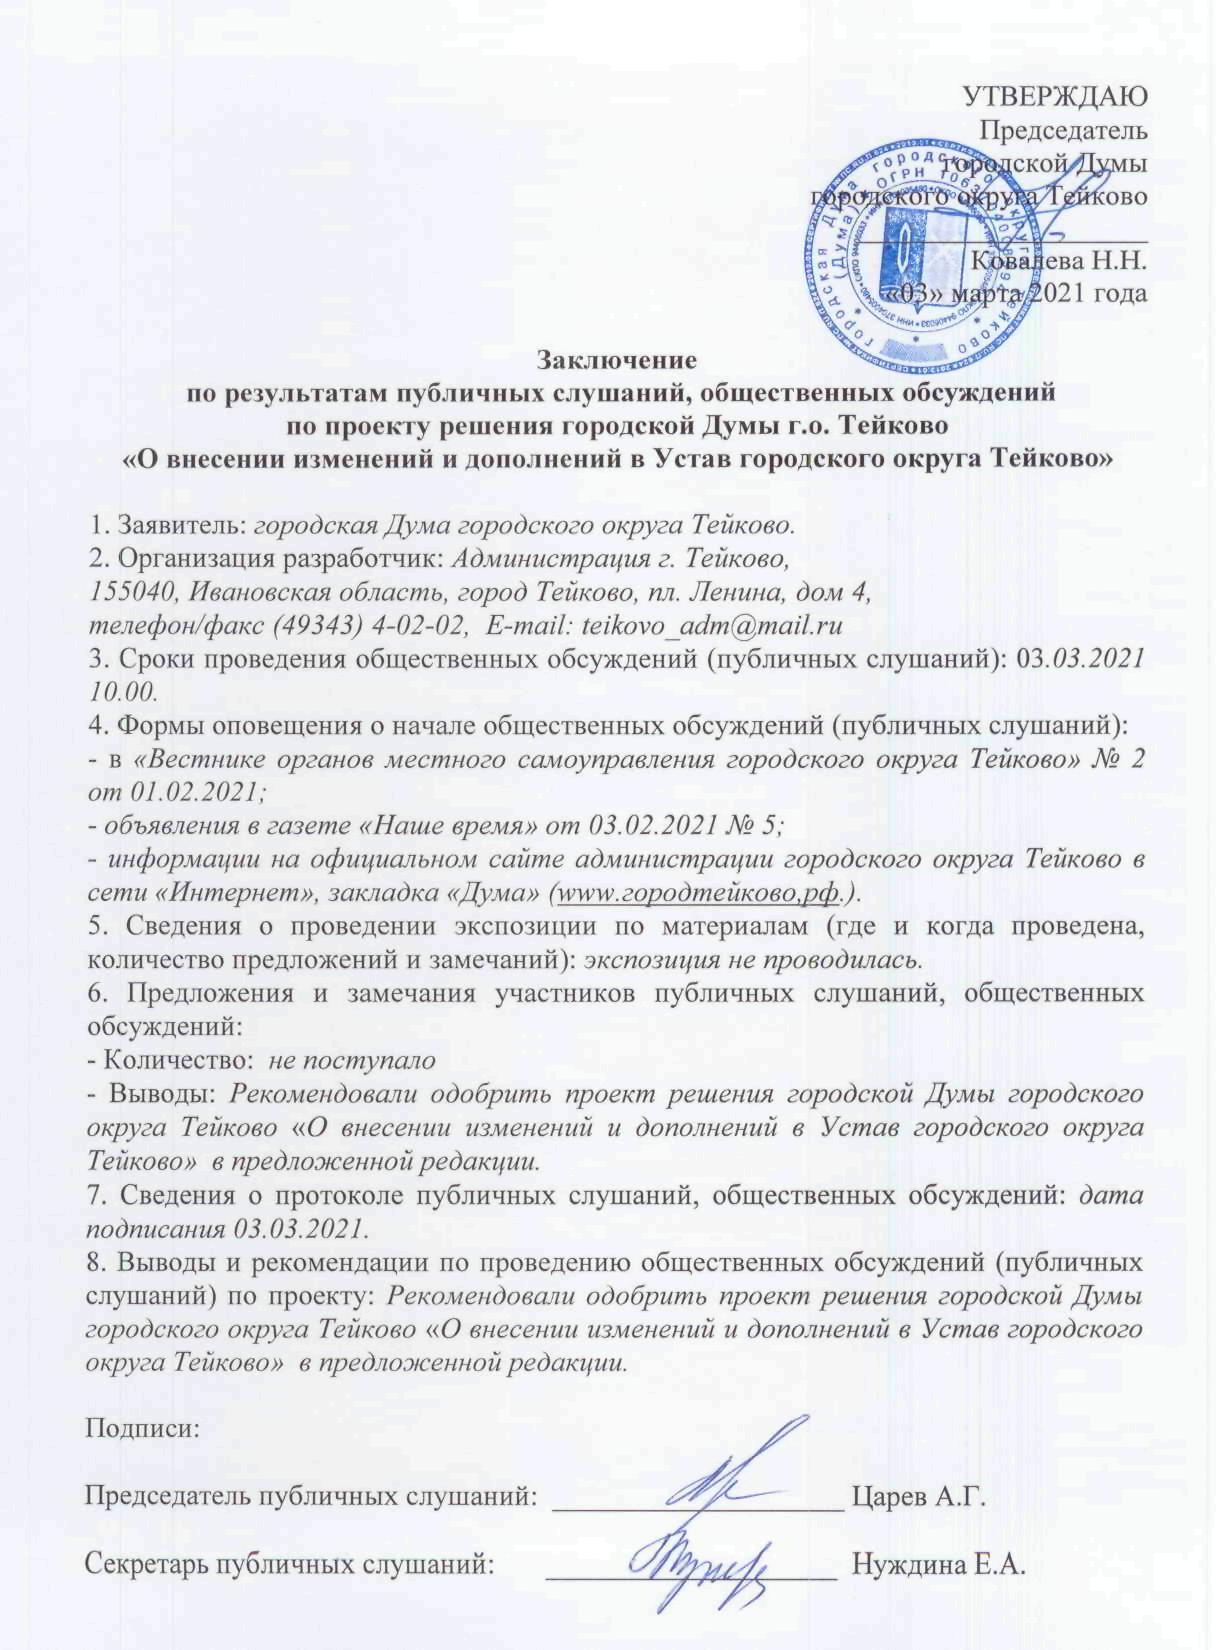 УТВЕРЖДАЮ
Председатель
городской Думы
городского округа Тейково
Ковалева Н.Н.
«03» марта 2021 года
Заключение
по результатам публичных слушаний, общественных обсуждений
по проекту решения городской Думы г.о. Тейково
«О внесении изменений и дополнений в Устав городского округа Тейково»
1. Заявитель: городская Дума городского округа Тейково.
2. Организация разработчик: Администрация г. Тейково,
155040, Ивановская область, город Тейково, пл. Ленина, дом 4,
телефон/факс (49343) 4-02-02, E-mail: teikovo_adm@mail.ru
3. Сроки проведения общественных обсуждений (публичных слушаний): 03.03.2021
10.00.
4. Формы оповещения о начале общественных обсуждений (публичных слушаний):
- в «Вестнике органов местного самоуправления городского округа Тейково» № 2
от 01.02.2021;
- объявления в газете «Наше время» от 03.02.2021 № 5;
- информации на официальном сайте администрации городского округа Тейково в
сети «Интернет», закладка «Дума» (www.городтейково,рф.).
5. Сведения о проведении экспозиции по материалам (где и когда проведена,
количество предложений и замечаний): экспозиция не проводилась.
6. Предложения и замечания участников публичных слушаний, общественных
обсуждений:
- Количество: не поступало
- Выводы: Рекомендовали одобрить проект решения городской Думы городского
округа Тейково «О внесении изменений и дополнений в Устав городского округа
Тейково» в предложенной редакции.
7. Сведения о протоколе публичных слушаний, общественных обсуждений: дата
подписания 03.03.2021.
8. Выводы и рекомендации по проведению общественных обсуждений (публичных
слушаний) по проекту: Рекомендовали одобрить проект решения городской Думы
городского округа Тейково «О внесении изменений и дополнений в Устав городского
округа Тейково» в предложенной редакции.
Подписи:
Председатель публичных слушаний: ____________________ Царев А.Г.
Секретарь публичных слушаний: ____________________ Нуждина Е.А.